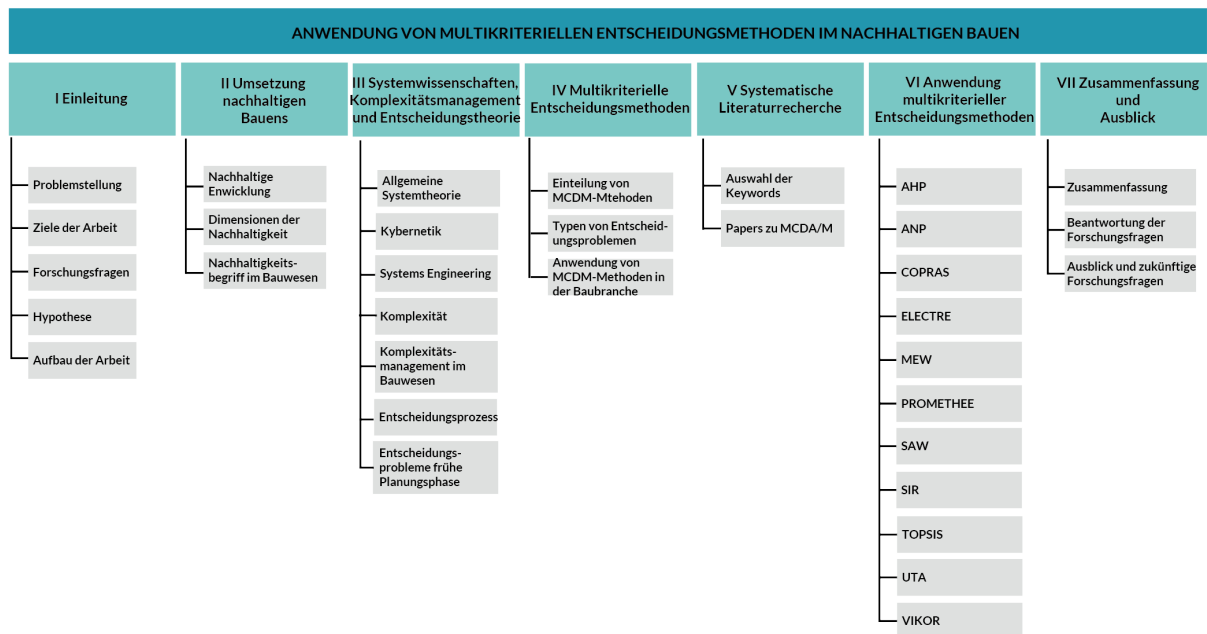 ANWENDUNG VON MULTIKRITERIELLEN ENTSCHEIDUNGSMETHODEN IM NACHHALTIGEN BAUEN
I Einleitung
Problemstellung
Ziele der Arbeit
Forschungsfragen
Hypothese
Aufbau der Arbeit
II Umsetzung
nachhaltigen
Bauens
Nachhaltige
Enwicklung
Dimensionen der
Nachhaltigkeit
Nachhaltigkeits-
begriff im Bauwesen
III Systemwissenschaften,
Komplexitätsmanagement
und Entscheidungstheorie
Allgemeine
Systemtheorie
Kybernetik
Systems Engineering
Komplexität
Komplexitäts-
management im
Bauwesen
Entscheidungsprozess
Entscheidungs-
probleme frühe
Planungsphase
IV Multikriterielle
Entscheidungsmethoden
Einteilung von
MCDM-Mtehoden
Typen von Entscheid-
ungsproblemen
Anwendung von
MCDM-Methoden in
der Baubranche
V Systematische
Literaturrecherche
Auswahl der
Keywords
Papers zu MCDA/M
VI Anwendung
multikriterieller
Entscheidungsmethoden
AHP
ANP
COPRAS
ELECTRE
MEW
PROMETHEE
SAW
SIR
TOPSIS
UTA
VIKOR
VII Zusammenfassung
und
Ausblick
Zusammenfassung
Beantwortung der
Forschungsfragen
Ausblick und zukünftige
Forschungsfragen